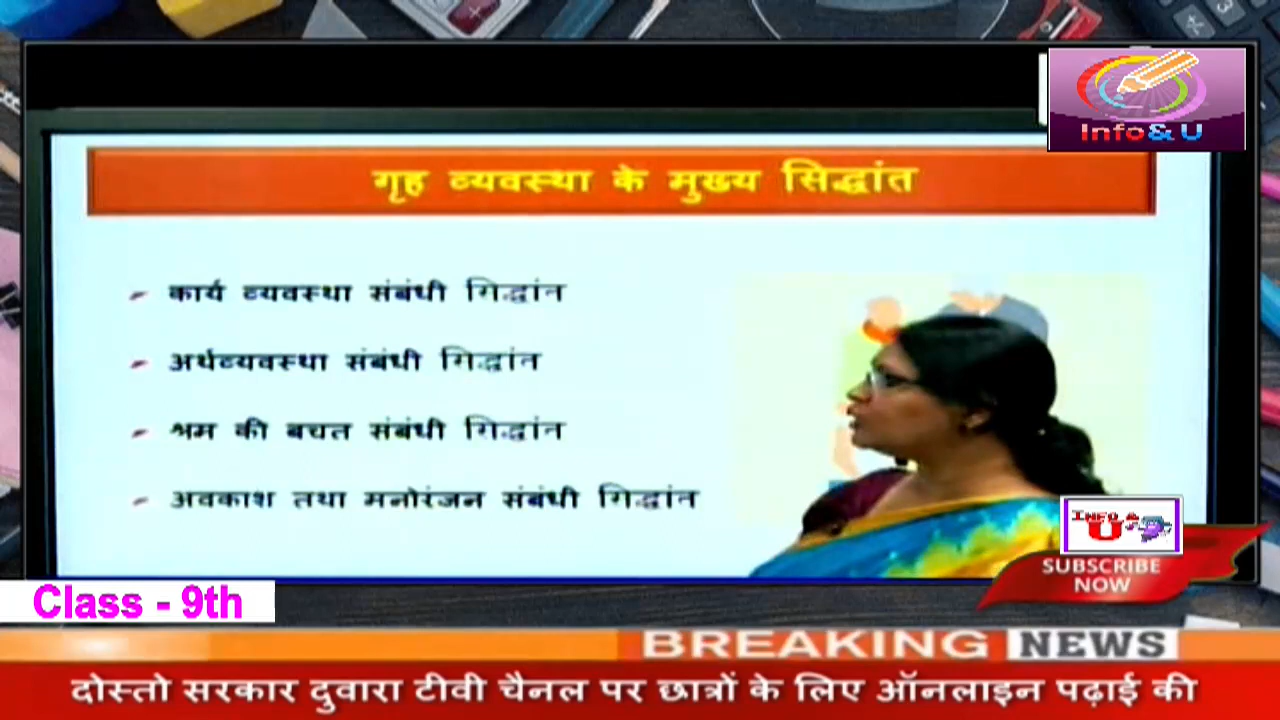 Info & U
गृह व्यवस्था के मुख्य सिद्धांत
कार्य व्यवस्था संबंधी सिद्धांत
अर्थव्यवस्था संबंधी सिद्धांत
श्रम की बचत संबंधी सिद्धांत
अवकाश तथा मनोरंजन संबंधी सिद्धांत
INFO &
U
SUBSCRIBE
NOW
Class - 9th
BREAKING NEWS
दोस्तो सरकार दुवारा टीवी चैनल पर छात्रों के लिए ऑनलाइन पढ़ाई की